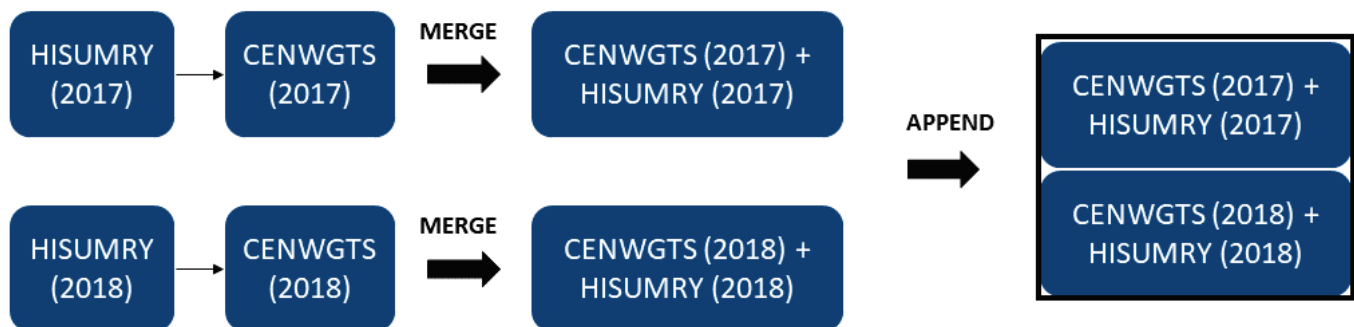 HISUMRY
(2017)
CENWGTS
(2017)
MERGE
CENWGTS (2017) +
HISUMRY (2017)
HISUMRY
(2018)
CENWGTS
(2018)
MERGE
CENWGTS (2018) +
HISUMRY (2018)
APPEND
CENWGTS (2017) +
HISUMRY (2017)
CENWGTS (2018) +
HISUMRY (2018)